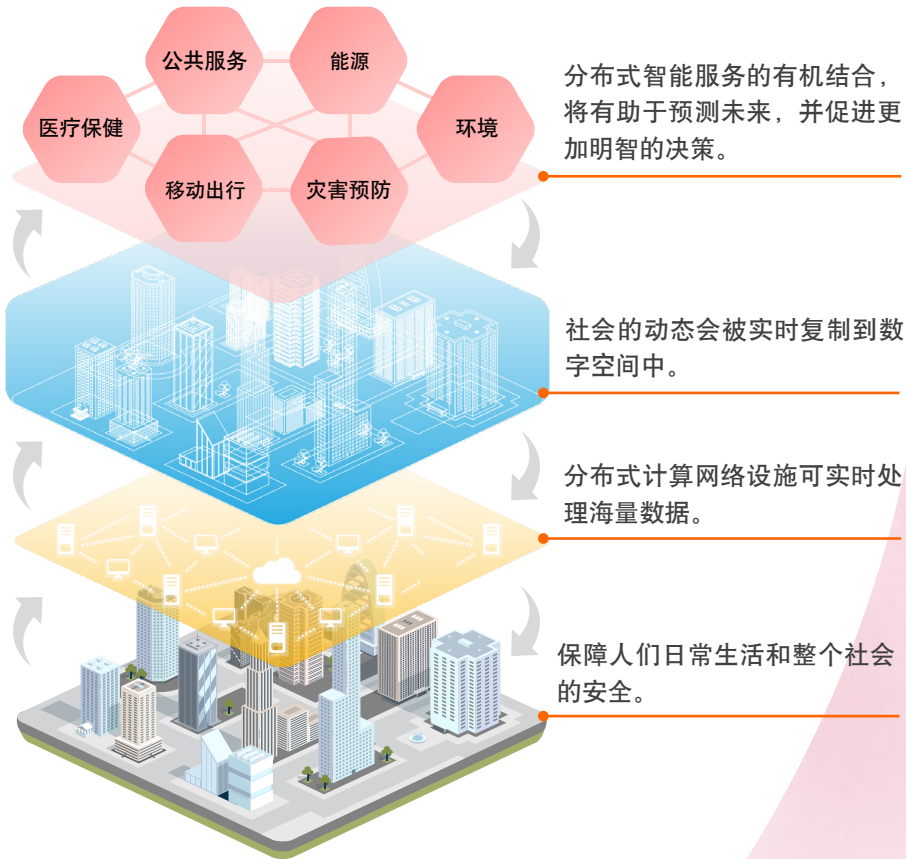 公共服务
能源
医疗保健
环境
移动出行
灾害预防
分布式智能服务的有机结合，
将有助于预测未来，并促进更
加明智的决策。
社会的动态会被实时复制到数
字空间中。
分布式计算网络设施可实时处
理海量数据。
保障人们日常生活和整个社会
的安全。